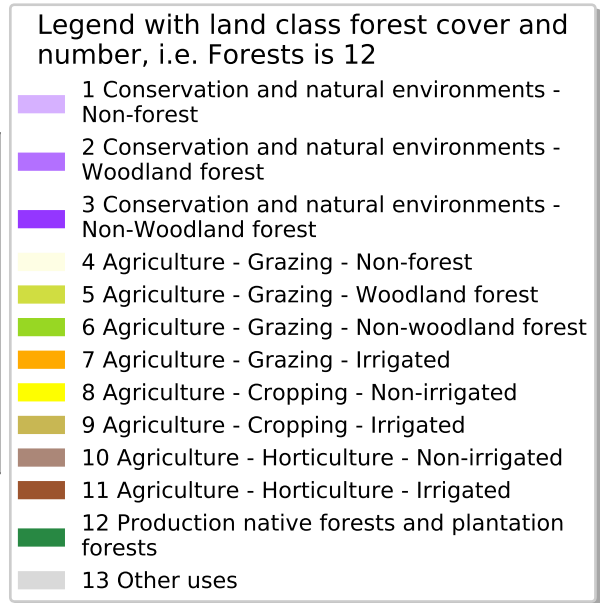 Legend with land class forest cover and
number, i.e. Forests is 12
1 Conservation and natural environments -
Non-forest
2 Conservation and natural environments -
Woodland forest
3 Conservation and natural environments -
Non-Woodland forest
4 Agriculture - Grazing - Non-forest
5 Agriculture - Grazing - Woodland forest
6 Agriculture - Grazing - Non-woodland forest
7 Agriculture - Grazing - Irrigated
8 Agriculture - Cropping - Non-irrigated
9 Agriculture - Cropping - Irrigated
10 Agriculture - Horticulture - Non-irrigated
11 Agriculture - Horticulture - Irrigated
12 Production native forests and plantation
forests
13 Other uses